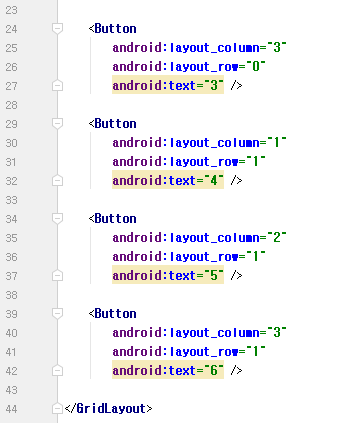 23
24 <Button
25 android:layout_column="3"
26 android:layout_row="0"
27 android:text="3" />
28
29 <Button
30 android:layout_column="1"
31 android:layout_row="1"
32 android:text="4" />
33
34 <Button
35 android:layout_column="2"
36 android:layout_row="1"
37 android:text="5" />
38
39 <Button
40 android:layout_column="3"
41 android:layout_row="1"
42 android:text="6" />
43
44 </GridLayout>